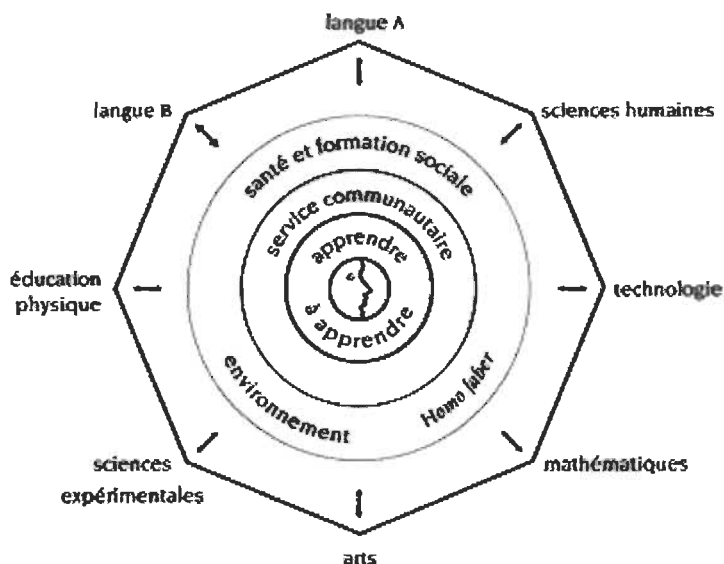 langue A
langue B
sciences humaines
santé et formation sociale
service communautaire
apprendre
à apprendre
éducation
physique
technologie
environnement
Homo faber
sciences
expérimentales
mathématiques
arts